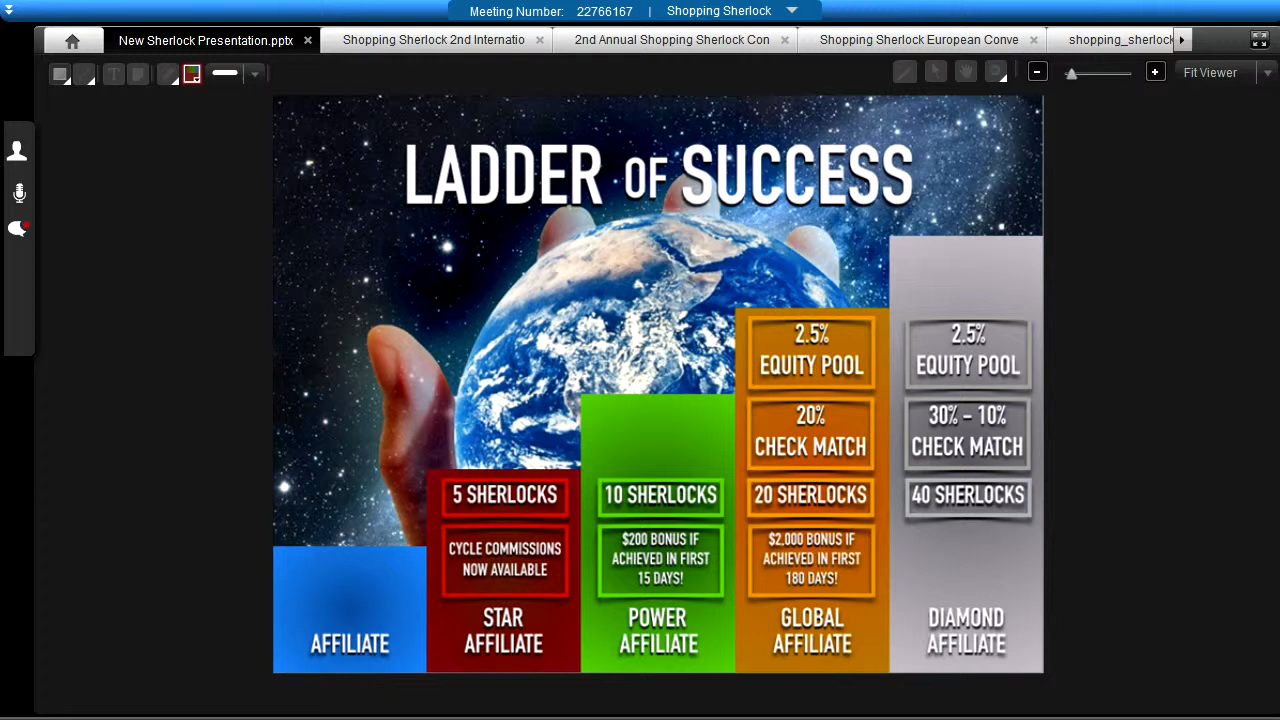 Meeting Number: 22766167 | Shopping Sherlock
New Sherlock Presentation.pptx
Shopping Sherlock 2nd Internatio
2nd Annual Shopping Sherlock Con
Shopping Sherlock European Conve
shopping_sherlock
Fit Viewer
LADDER OF SUCCESS
2.5%
EQUITY POOL
20%
CHECK MATCH
2.5%
EQUITY POOL
30% – 10%
CHECK MATCH
5 SHERLOCKS
10 SHERLOCKS
20 SHERLOCKS
40 SHERLOCKS
CYCLE COMMISSIONS
NOW AVAILABLE
$200 BONUS IF
ACHIEVED IN FIRST
15 DAYS!
$2,000 BONUS IF
ACHIEVED IN FIRST
180 DAYS!
AFFILIATE
STAR
AFFILIATE
POWER
AFFILIATE
GLOBAL
AFFILIATE
DIAMOND
AFFILIATE